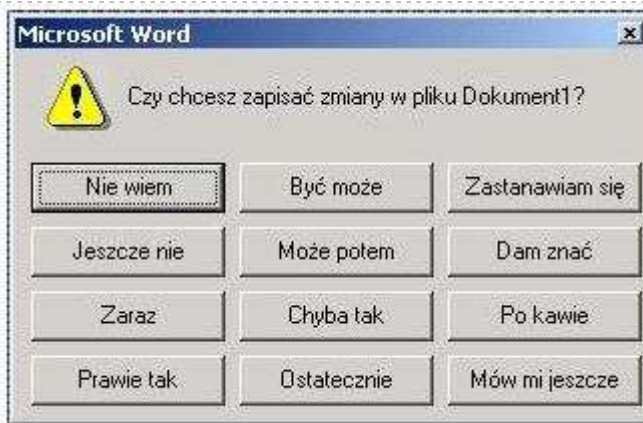 Microsoft Word
Czy chcesz zapisać zmiany w pliku Dokument1?
Nie wiem
Być może
Zastanawiam się
Jeszcze nie
Może potem
Dam znać
Zaraz
Chyba tak
Po kawie
Prawie tak
Ostatecznie
Mów mi jeszcze